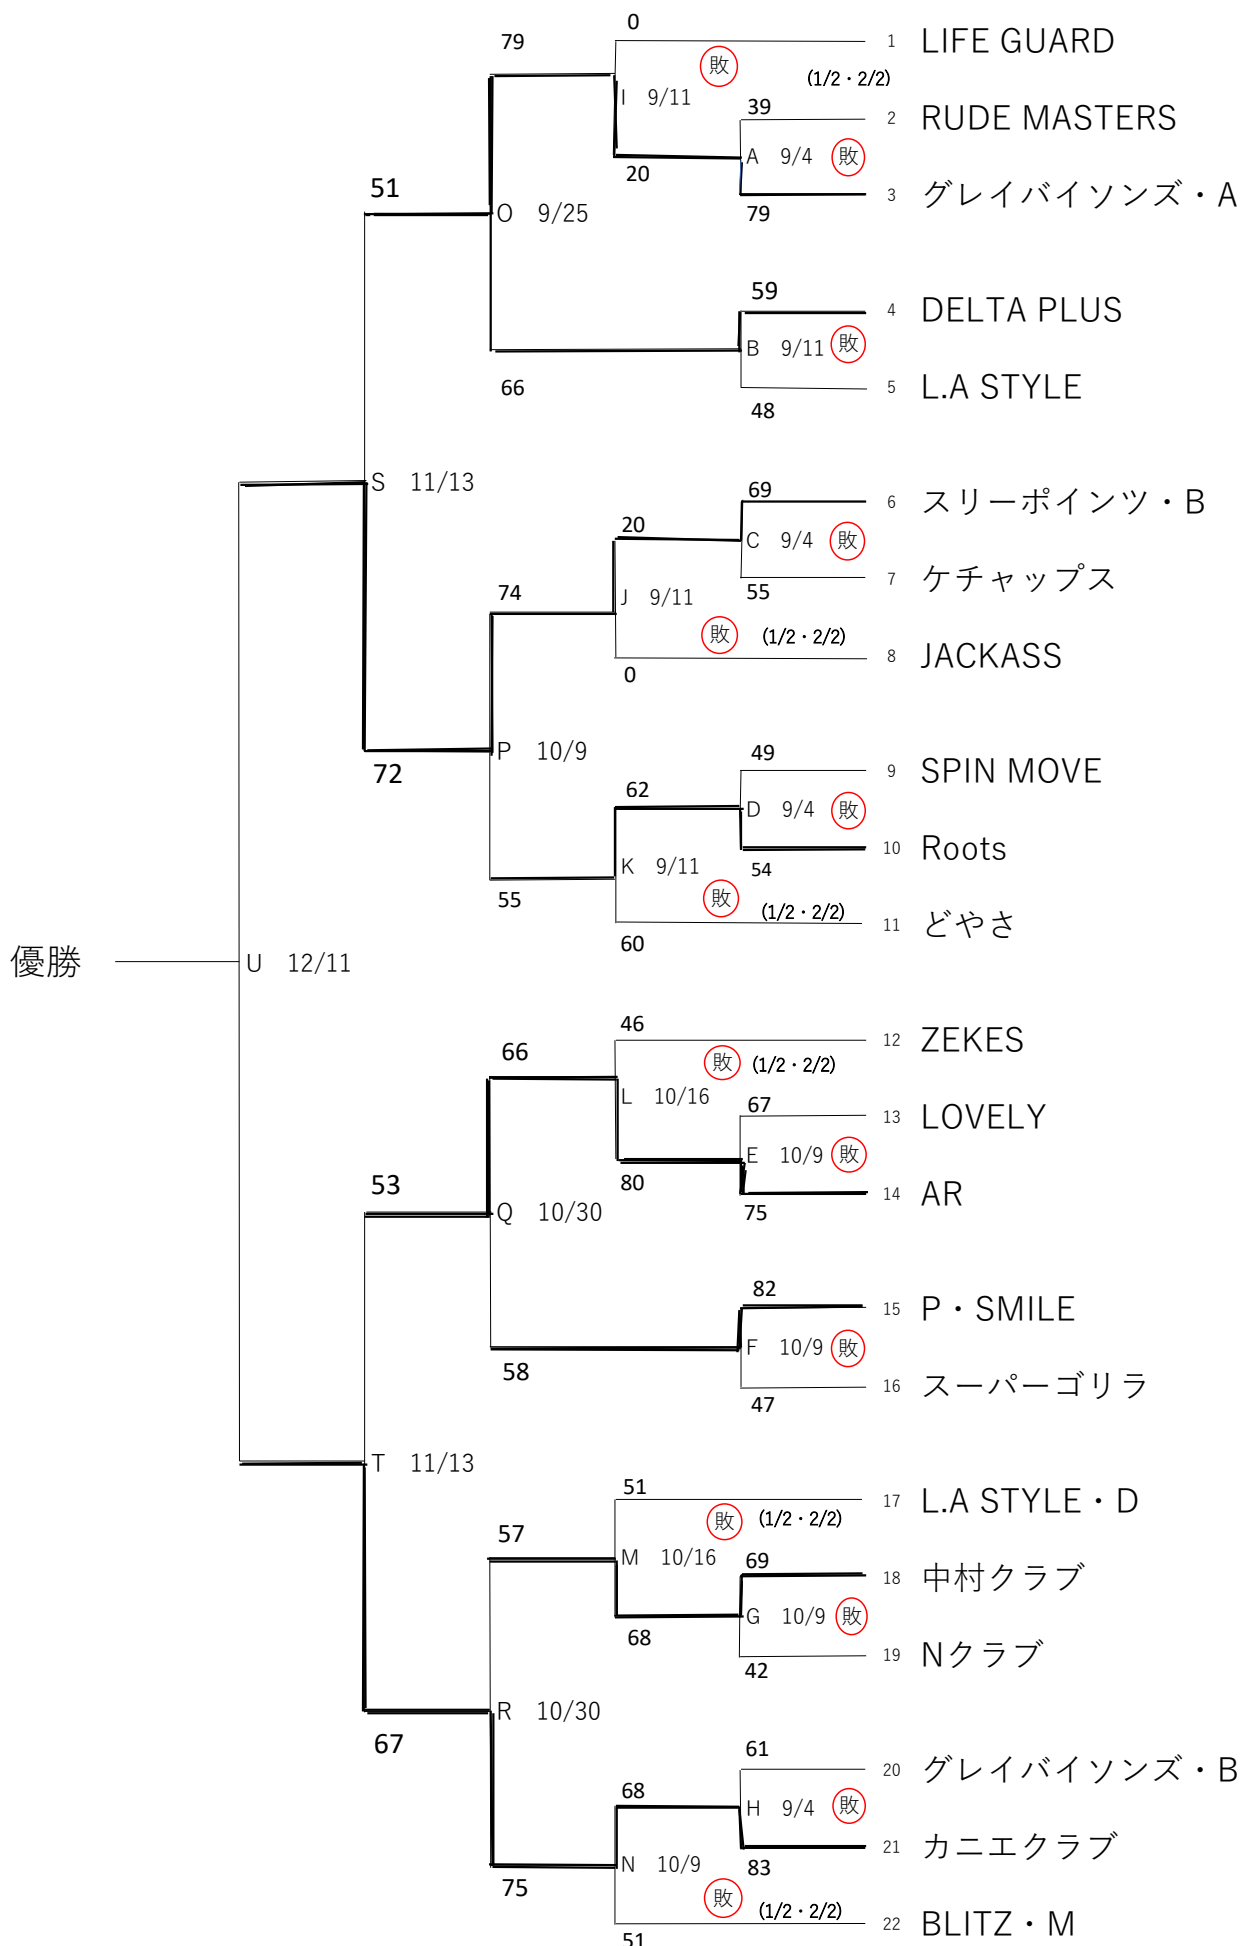 0
79
1 LIFE GUARD
敗
(1/2・2/2)
I 9/11
39
2 RUDE MASTERS
A 9/4 敗
20
51
3 グレイバイソンズ・A
79
O 9/25
59
4 DELTA PLUS
B 9/11 敗
66
5 L.A STYLE
48
S 11/13
69
6 スリーポインツ・B
20
C 9/4 敗
7 ケチャップス
74
55
J 9/11
敗 (1/2・2/2)
8 JACKASS
0
P 10/9
49
72
9 SPIN MOVE
62
D 9/4 敗
10 Roots
K 9/11
54
55
敗 (1/2・2/2)
11 どやさ
60
優勝
U 12/11
46
12 ZEKES
66
敗 (1/2・2/2)
L 10/16
67
13 LOVELY
E 10/9 敗
53
80
14 AR
75
Q 10/30
82
15 P・SMILE
F 10/9 敗
58
16 スーパーゴリラ
47
T 11/13
51
17 L.A STYLE・D
敗 (1/2・2/2)
57
M 10/16
69
18 中村クラブ
G 10/9 敗
68
19 Nクラブ
42
R 10/30
67
61
20 グレイバイソンズ・B
68
H 9/4 敗
21 カニエクラブ
N 10/9
83
75
敗 (1/2・2/2)
22 BLITZ・M
51